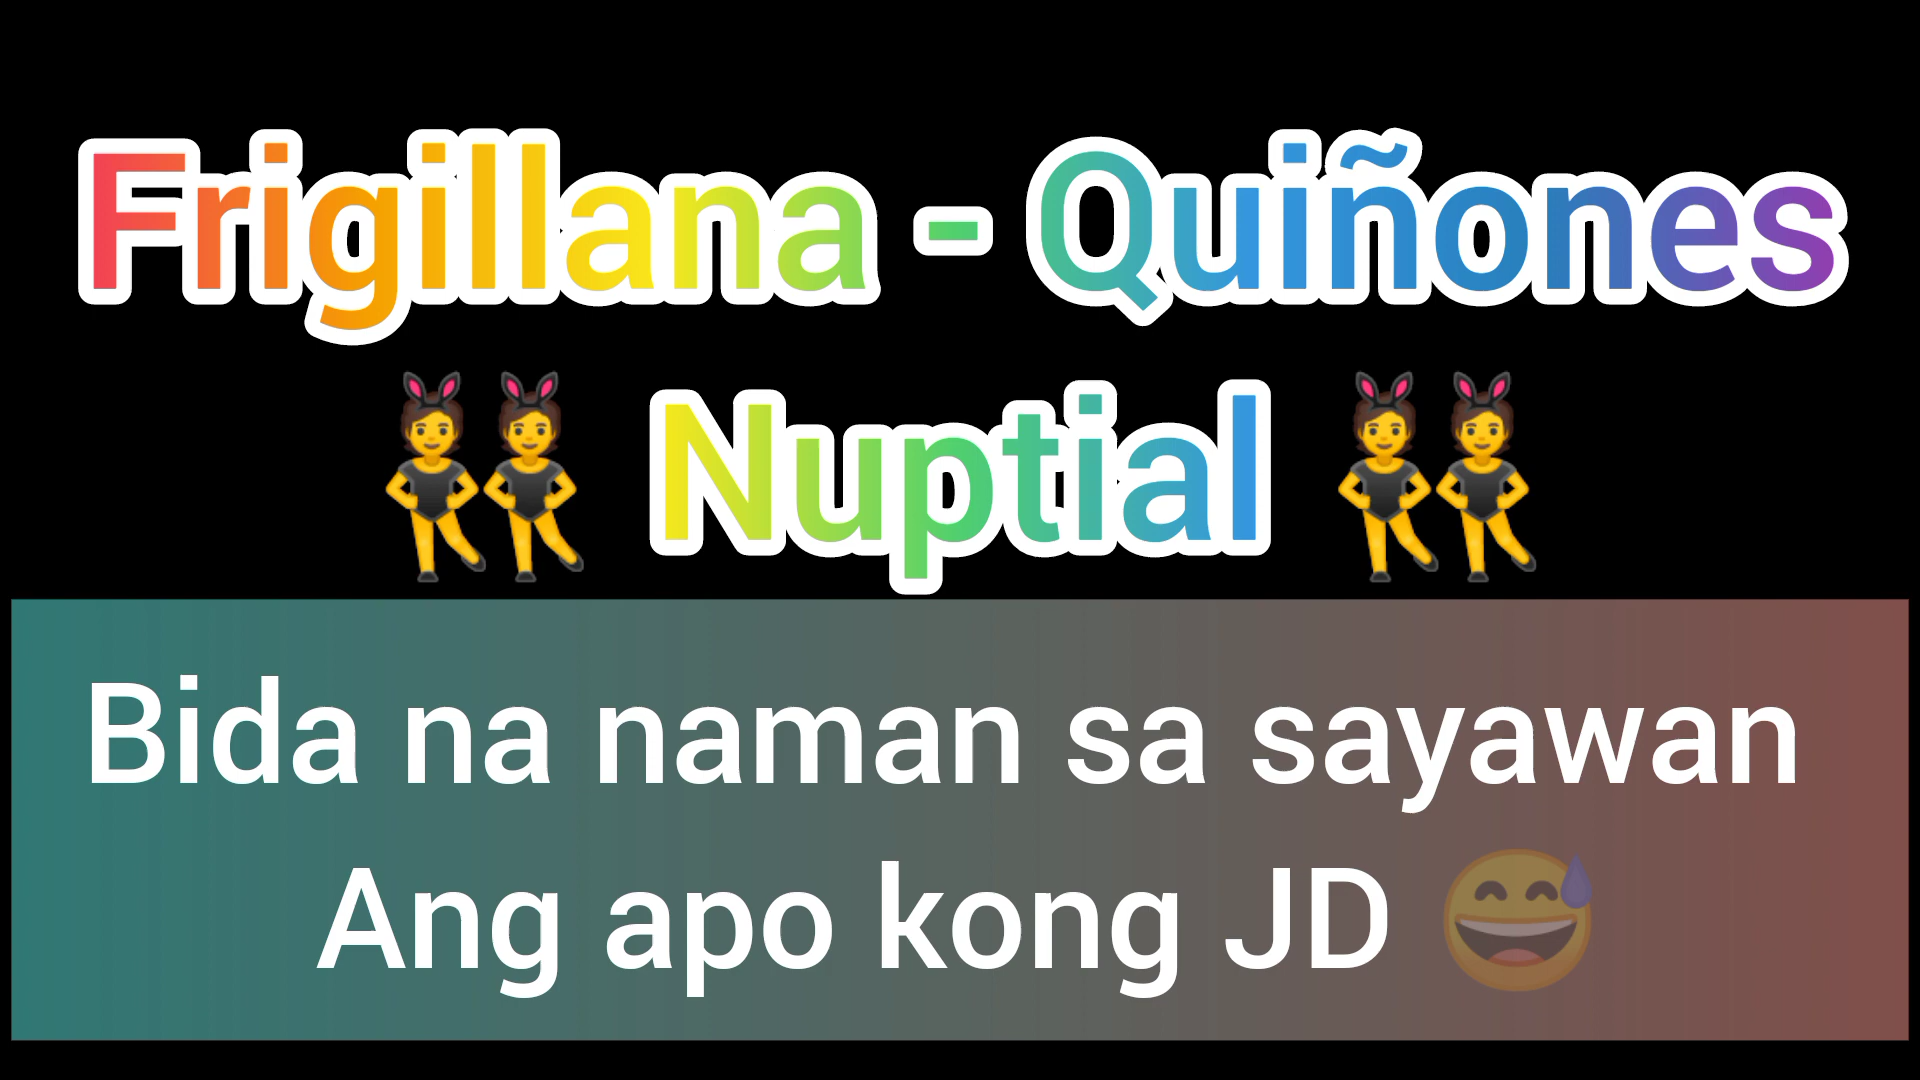 Frigillana - Quiñones
👯 Nuptial 👯
Bida na naman sa sayawan
Ang apo kong JD 😅